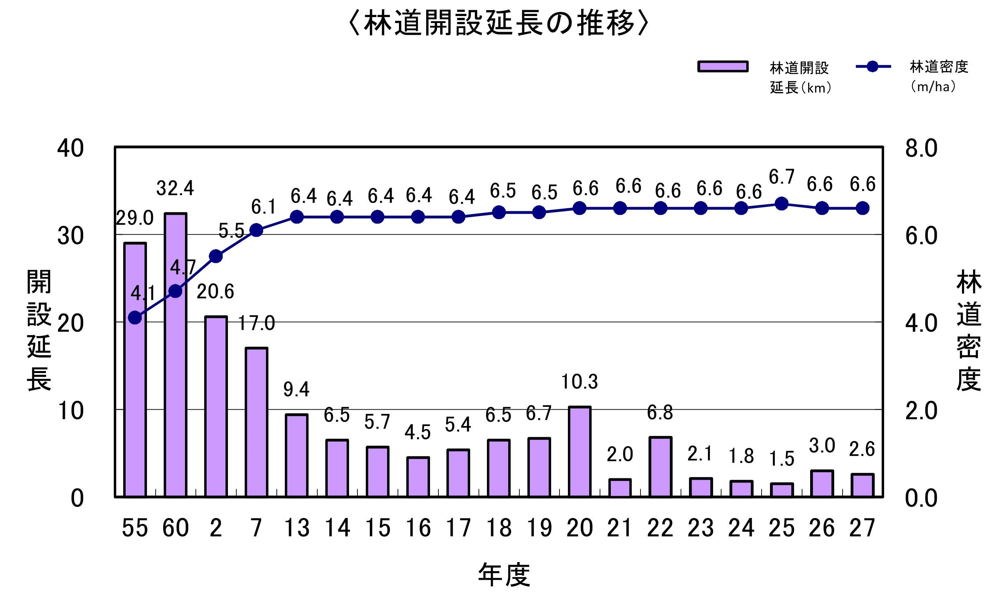 〈林道開設延長の推移〉
林道開設
延長(km)
林道密度
(m/ha)
40
30
20
10
0
8.0
6.0
4.0
2.0
0.0
開設延長
林道密度
29.0 32.4 20.6 17.0 9.4 6.5 5.7 4.5 5.4 6.5 6.7 10.3 2.0 6.8 2.1 1.8 1.5 3.0 2.6
4.1 4.7 5.5 6.1 6.4 6.4 6.4 6.4 6.4 6.5 6.5 6.6 6.6 6.6 6.6 6.6 6.7 6.6 6.6
55 60 2 7 13 14 15 16 17 18 19 20 21 22 23 24 25 26 27
年度